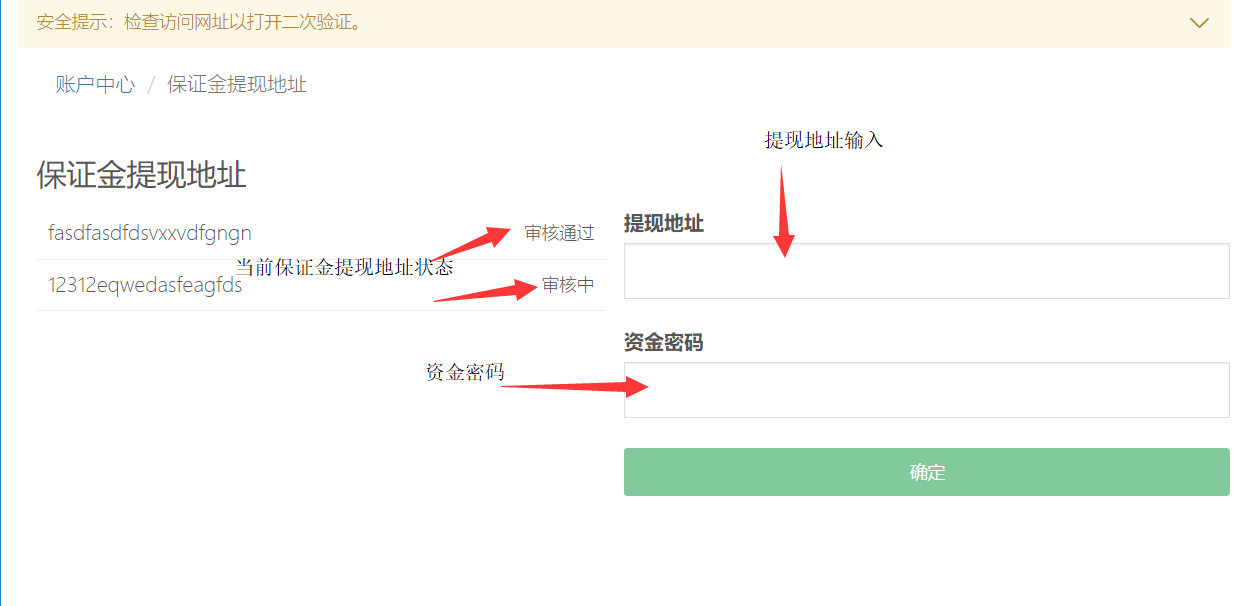 安全提示：检查访问网址以打开二次验证。
账户中心 / 保证金提现地址
提现地址输入
保证金提现地址
fasdfasdfdsvxxvdfgngn 审核通过
当前保证金提现地址状态
12312eqwedasfeagfds 审核中
提现地址
资金密码
资金密码
确定